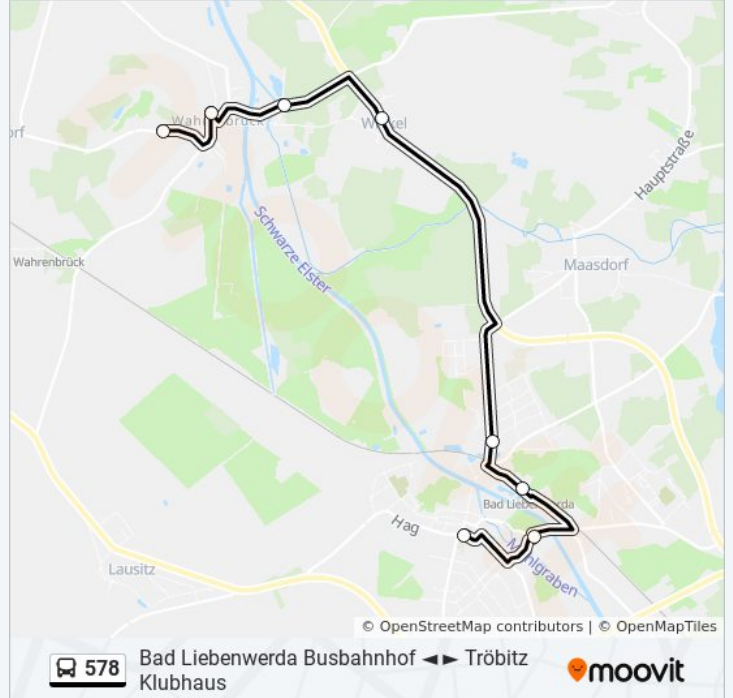 rf
Wahrenbrück
Winkel
Hauptstraße
Schwarze Elster
Wahrenbrück
Maasdorf
Bad Liebenwerda
Hag
Mühlgraben
Lausitz
© OpenStreetMap contributors | © OpenMapTiles
578
Bad Liebenwerda Busbahnhof ◄► Tröbitz
Klubhaus
moovit